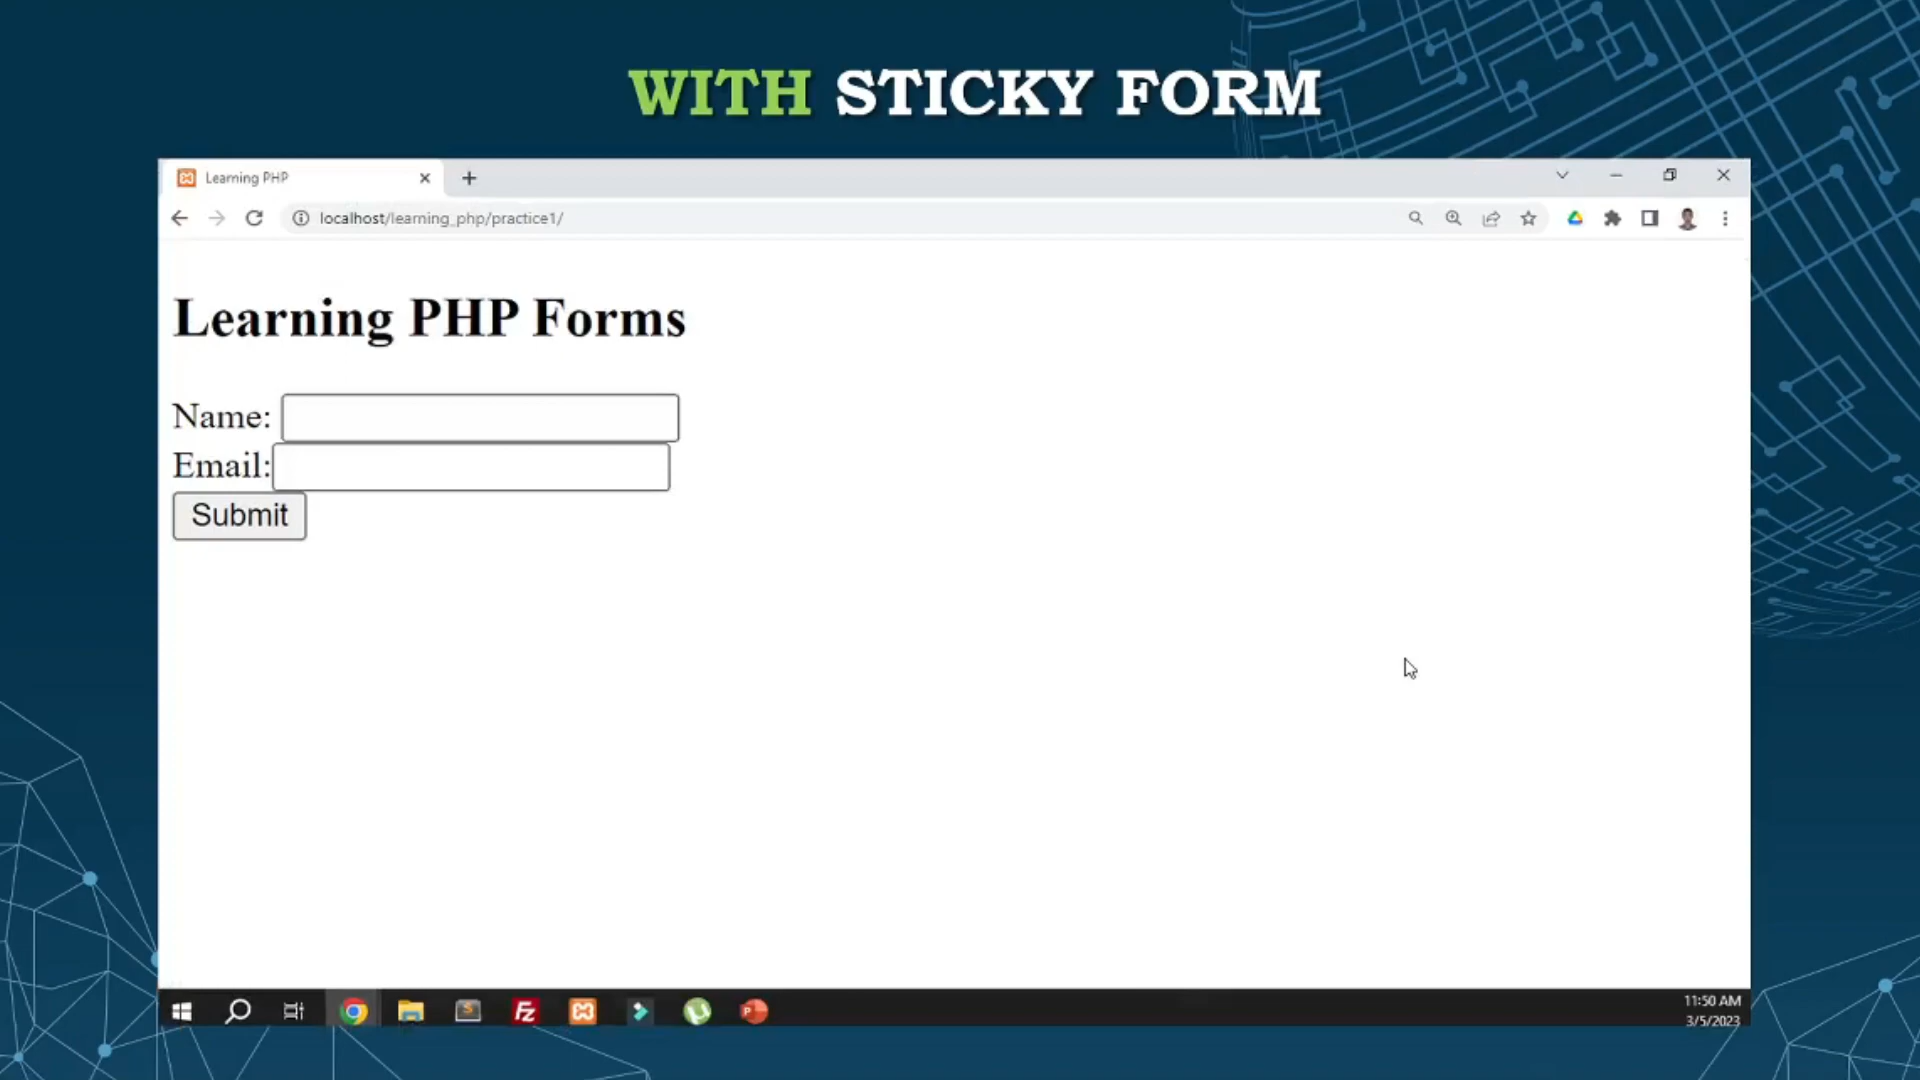 WITH STICKY FORM
Learning PHP
localhost/learning_php/practice1/
Learning PHP Forms
Name:
Email:
Submit
11:50 AM
3/5/2023